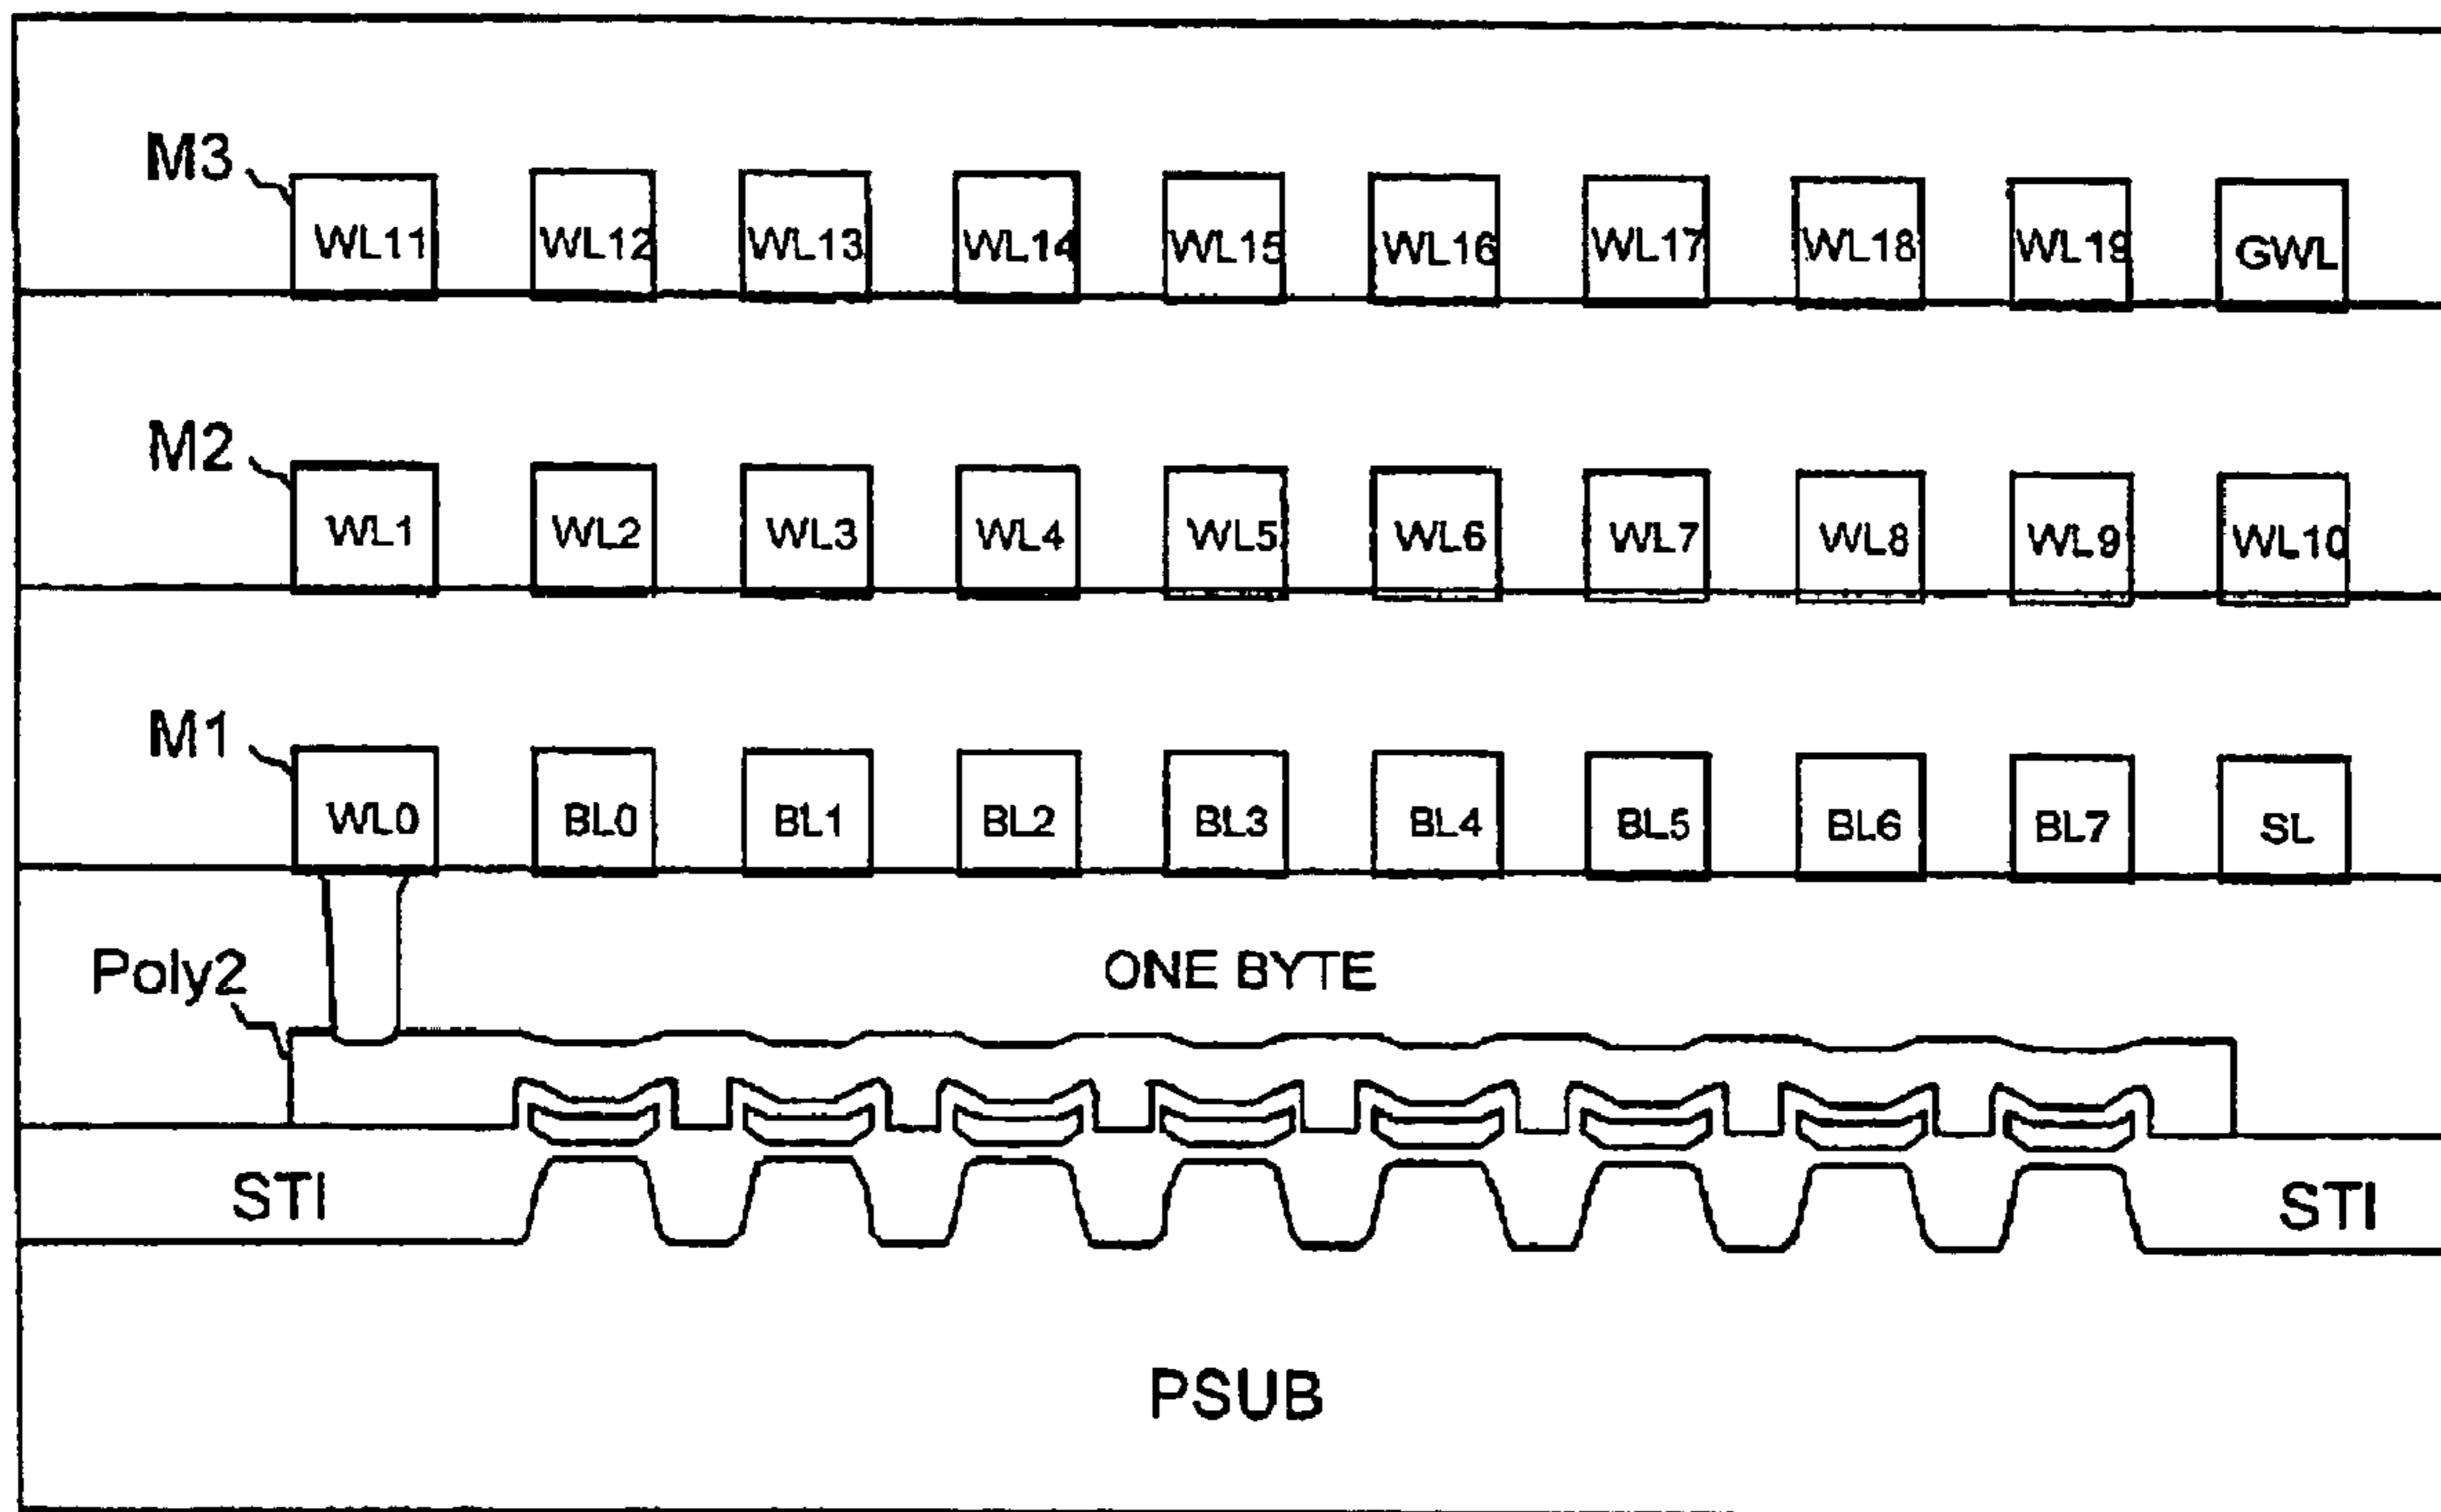 M3
WL11 WL12 WL13 WL14 WL15 WL16 WL17 WL18 WL19 GWL
M2
WL1 WL2 WL3 WL4 WL5 WL6 WL7 WL8 WL9 WL10
M1
WL0 BL0 BL1 BL2 BL3 BL4 BL5 BL6 BL7 SL
Poly2
ONE BYTE
STI STI
PSUB